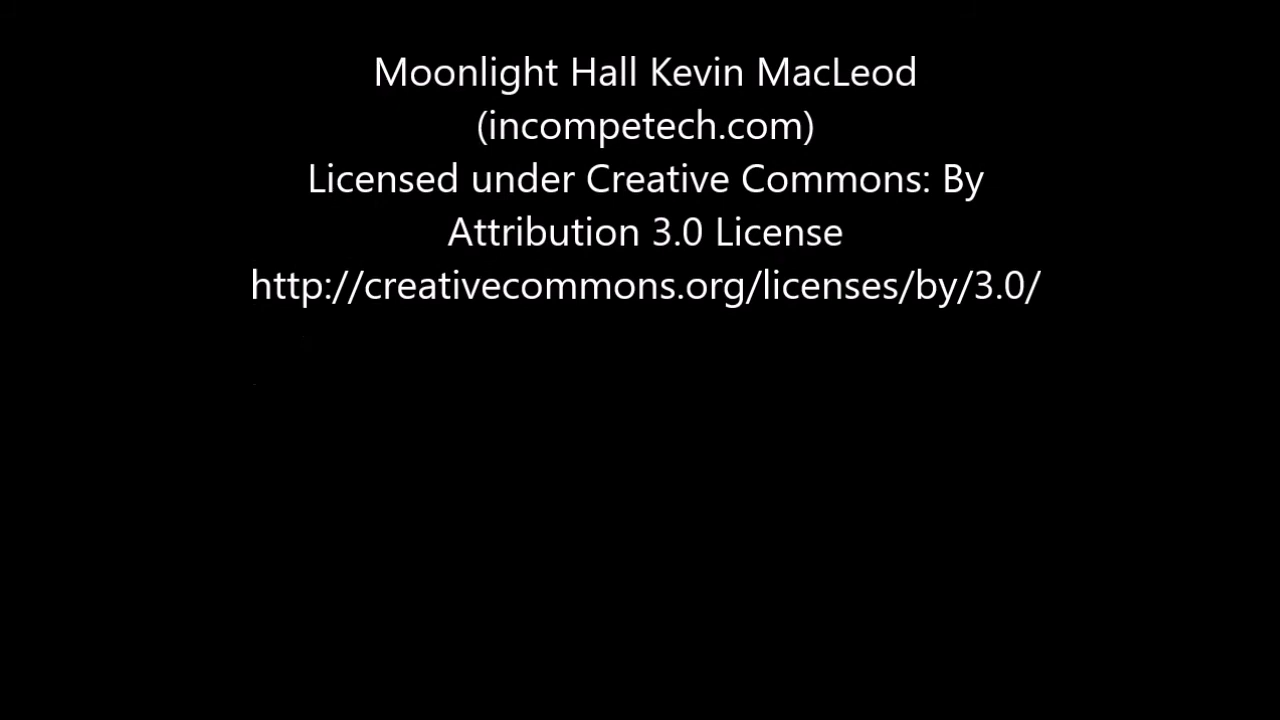 Moonlight Hall Kevin MacLeod
(incompetech.com)
Licensed under Creative Commons: By
Attribution 3.0 License
http://creativecommons.org/licenses/by/3.0/